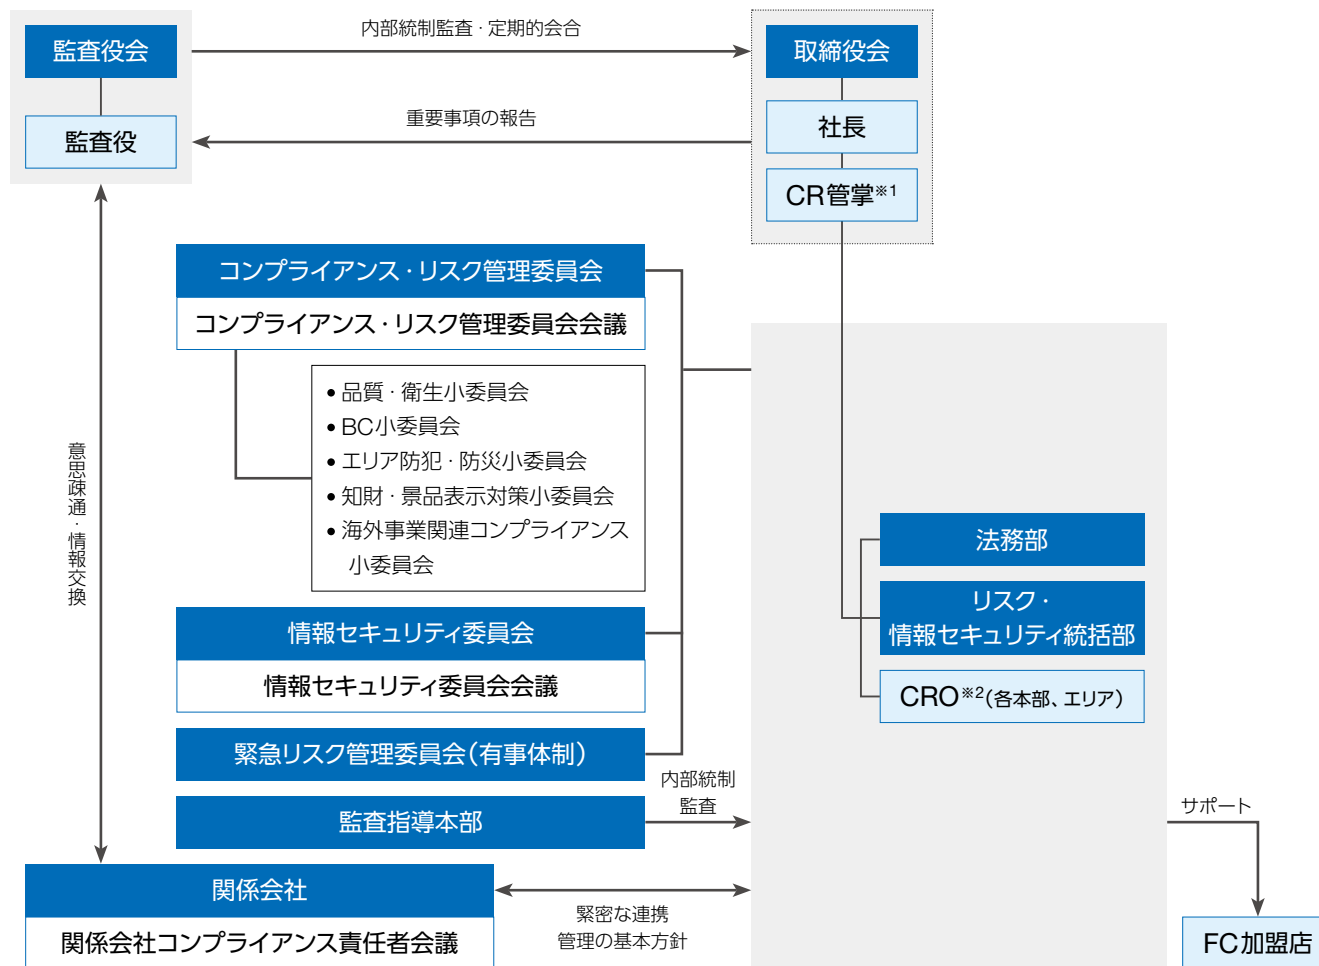 監査役会
内部統制監査・定期的会合
取締役会
監査役
重要事項の報告
社長
CR管掌※1
意思疎通・情報交換
コンプライアンス・リスク管理委員会
コンプライアンス・リスク管理委員会会議
• 品質・衛生小委員会
• BC小委員会
• エリア防犯・防災小委員会
• 知財・景品表示対策小委員会
• 海外事業関連コンプライアンス
小委員会
情報セキュリティ委員会
情報セキュリティ委員会会議
緊急リスク管理委員会(有事体制)
監査指導本部
内部統制
監査
法務部
リスク・
情報セキュリティ統括部
CRO※2(各本部、エリア)
サポート
関係会社
関係会社コンプライアンス責任者会議
緊密な連携
管理の基本方針
FC加盟店